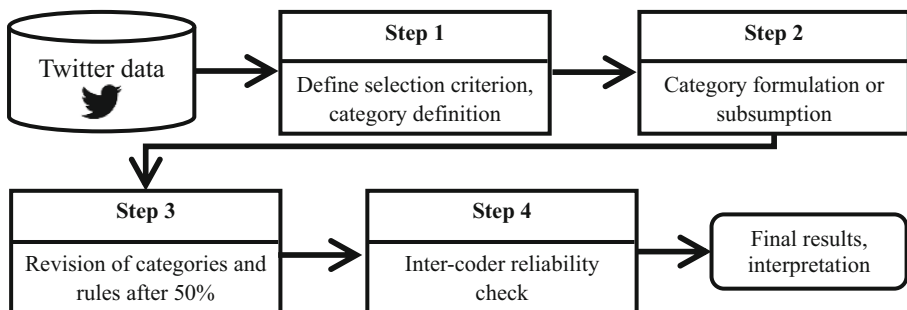 Twitter data
Step 1
Define selection criterion,
category definition
Step 2
Category formulation or
subsumption
Step 3
Revision of categories and
rules after 50%
Step 4
Inter-coder reliability
check
Final results,
interpretation